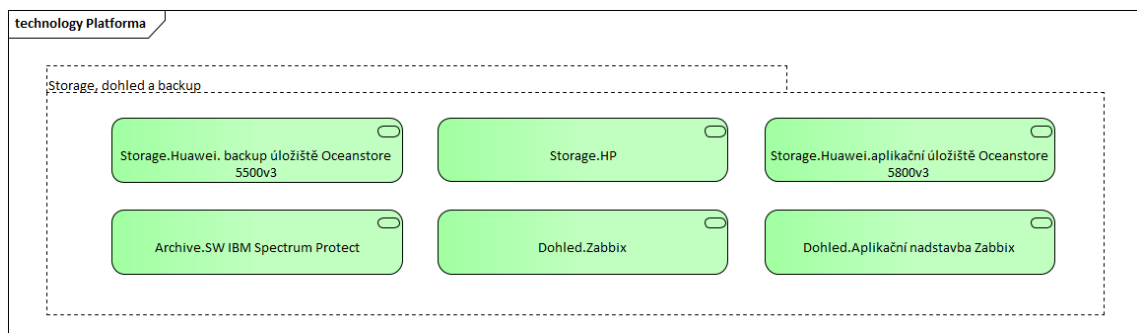 technology Platforma
Storage, dohled a backup
Storage.Huawei. backup úložiště Oceanstore
5500v3
Storage.HP
Storage.Huawei.aplikační úložiště Oceanstore
5800v3
Archive.SW IBM Spectrum Protect
Dohled.Zabbix
Dohled.Aplikační nadstavba Zabbix